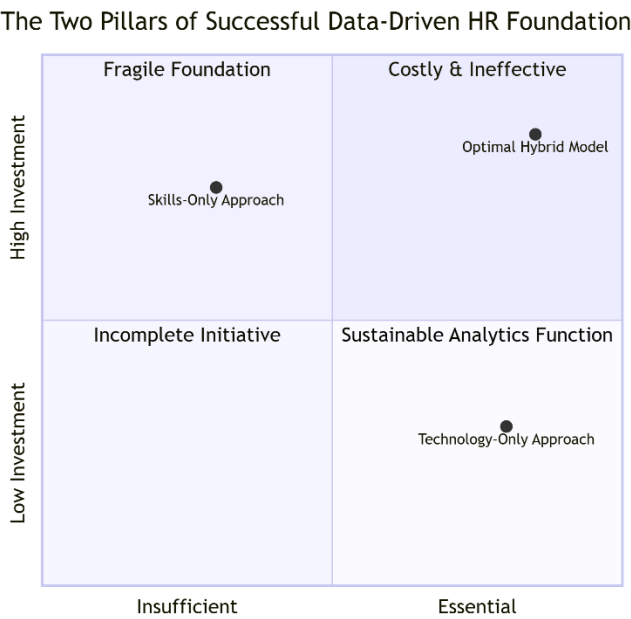 The Two Pillars of Successful Data-Driven HR Foundation
Fragile Foundation
Costly & Ineffective
High Investment
Optimal Hybrid Model
Skills-Only Approach
Incomplete Initiative
Sustainable Analytics Function
Low Investment
Technology-Only Approach
Insufficient
Essential